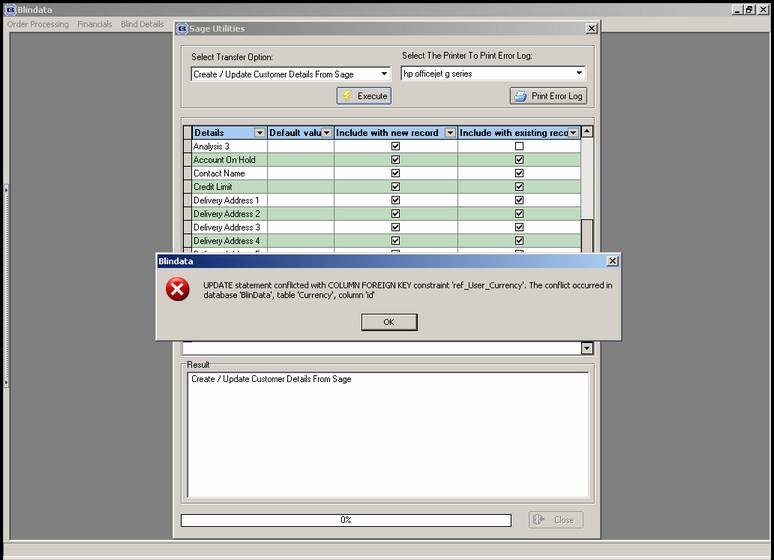 Blindata
Order Processing Financials Blind Details
Sage Utilities
Select Transfer Option:
Select The Printer To Print Error Log:
Create / Update Customer Details From Sage
hp officejet g series
Execute
Print Error Log
Details Default valu Include with new record Include with existing reco
Analysis 3
Account On Hold
Contact Name
Credit Limit
Delivery Address 1
Delivery Address 2
Delivery Address 3
Delivery Address 4
Blindata
UPDATE statement conflicted with COLUMN FOREIGN KEY constraint 'ref_User_Currency'. The conflict occurred in
database 'BlinData', table 'Currency', column 'id'
OK
Result
Create / Update Customer Details From Sage
0%
Close